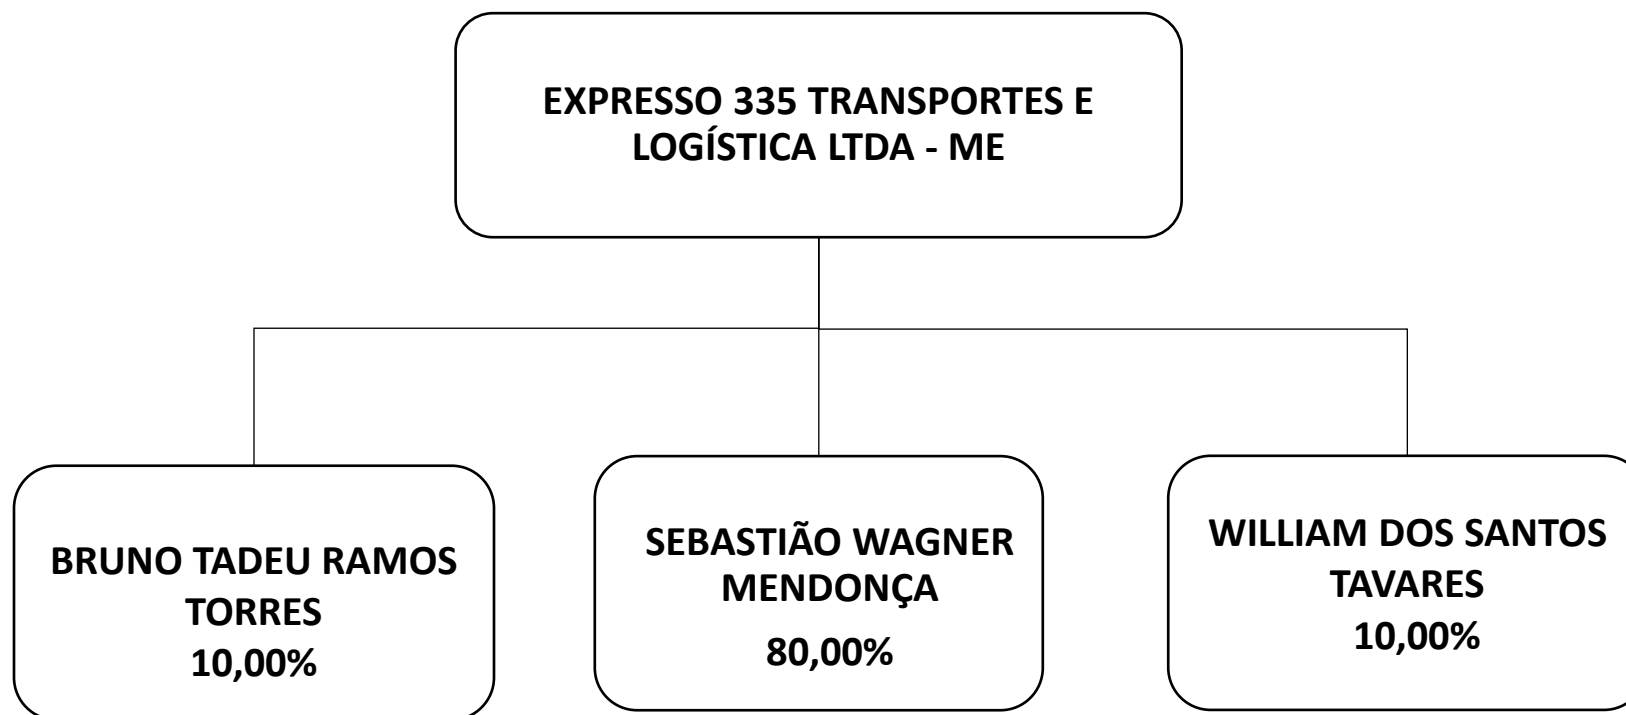 EXPRESSO 335 TRANSPORTES E
LOGÍSTICA LTDA - ME
BRUNO TADEU RAMOS
TORRES
10,00%
SEBASTIÃO WAGNER
MENDONÇA
80,00%
WILLIAM DOS SANTOS
TAVARES
10,00%